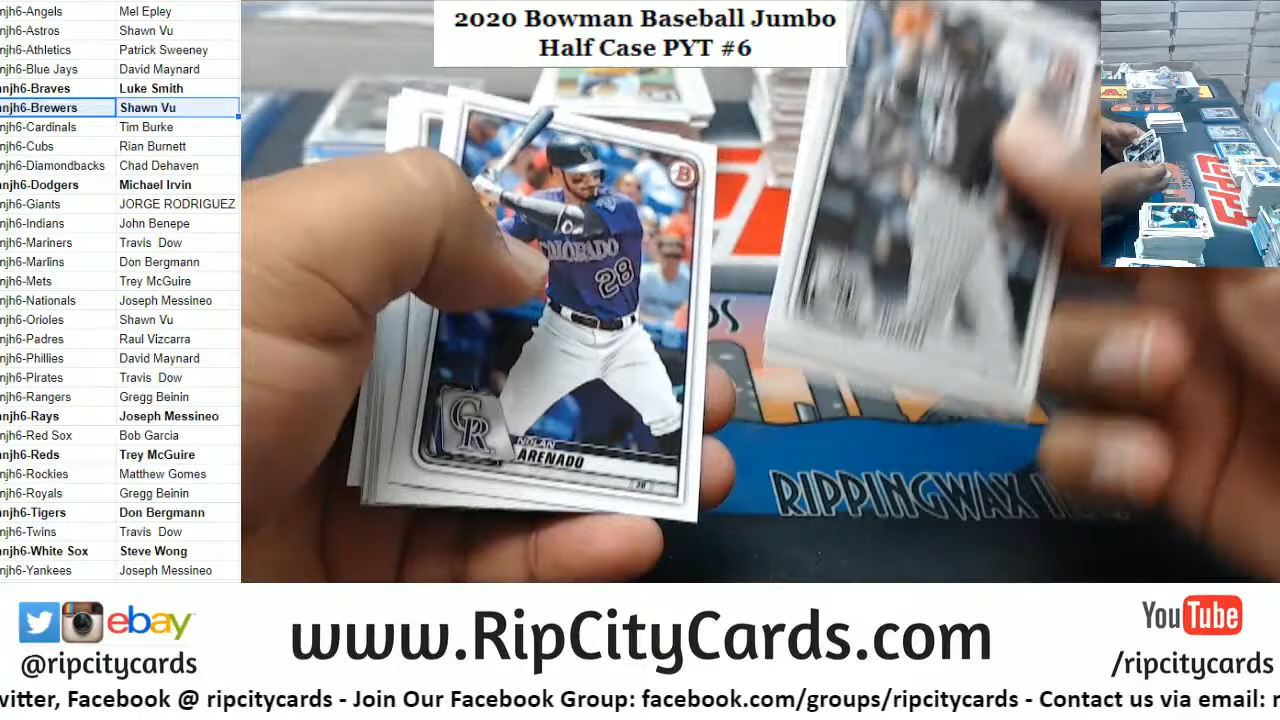 2020 Bowman Baseball Jumbo
Half Case PYT #6
njh6-Angels Mel Epley
njh6-Astros Shawn Vu
njh6-Athletics Patrick Sweeney
njh6-Blue Jays David Maynard
njh6-Braves Luke Smith
njh6-Brewers Shawn Vu
njh6-Cardinals Tim Burke
njh6-Cubs Rian Burnett
njh6-Diamondbacks Chad Dehaven
njh6-Dodgers Michael Irvin
njh6-Giants JORGE RODRIGUEZ
njh6-Indians John Benepe
njh6-Mariners Travis Dow
njh6-Marlins Don Bergmann
njh6-Mets Trey McGuire
njh6-Nationals Joseph Messineo
njh6-Orioles Shawn Vu
njh6-Padres Raul Vizcarra
njh6-Phillies David Maynard
njh6-Pirates Travis Dow
njh6-Rangers Gregg Beinin
njh6-Rays Joseph Messineo
njh6-Red Sox Bob Garcia
njh6-Reds Trey McGuire
njh6-Rockies Matthew Gomes
njh6-Royals Gregg Beinin
njh6-Tigers Don Bergmann
njh6-Twins Travis Dow
njh6-White Sox Steve Wong
njh6-Yankees Joseph Messineo
B
COLORADO
28
CR
NOLAN
ARENADO
RIPPINGWAX
ebay
@ripcitycards
www.RipCityCards.com
YouTube
/ripcitycards
witter, Facebook @ ripcitycards - Join Our Facebook Group: facebook.com/groups/ripcitycards - Contact us via email: